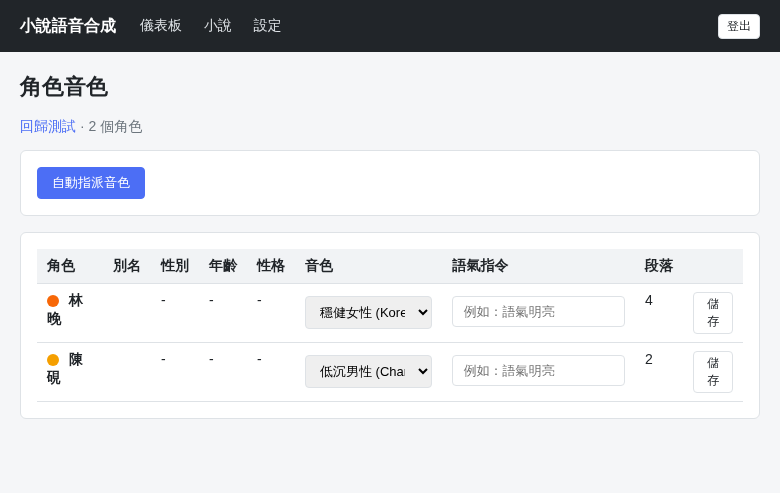 小說語音合成 儀表板 小說 設定 登出
角色音色
回歸測試 · 2 個角色
自動指派音色
角色 別名 性別 年齡 性格 音色 語氣指令 段落
林晚 - - - 穩健女性 (Kore 例如：語氣明亮 4 儲存
陳硯 - - - 低沉男性 (Cha 例如：語氣明亮 2 儲存